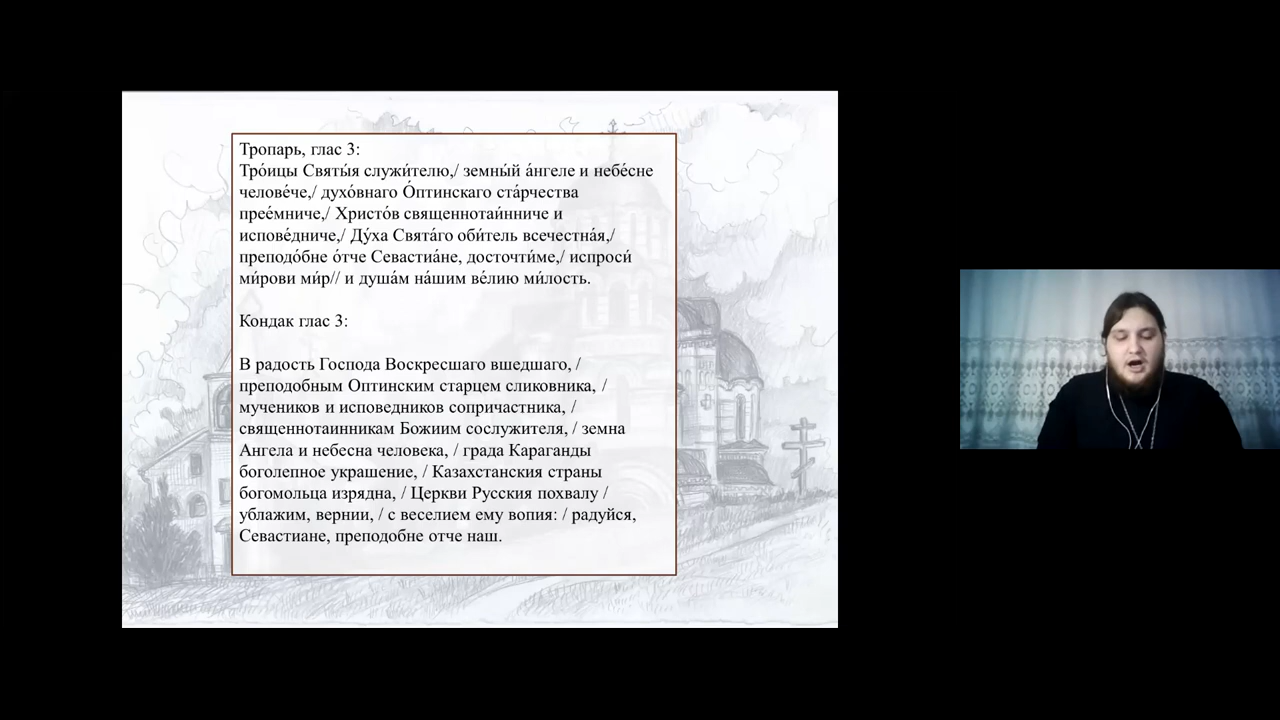 Тропарь, глас 3:
Тро́ицы Святы́я служи́телю,/ земны́й а́нгеле и небе́сне
челове́че,/ духо́внаго О́птинскаго ста́рчества
прее́мниче,/ Христо́в священнотаи́нниче и
испове́дниче,/ Ду́ха Свята́го оби́тель всечестна́я,/
преподо́бне о́тче Севастиа́не, досточти́ме,/ испроси́
ми́рови ми́р// и душа́м на́шим ве́лию ми́лость.
Кондак глас 3:
В радость Господа Воскресшаго вшедшаго, /
преподобным Оптинским старцем сликовника, /
мучеников и исповедников сопричастника, /
священнотаинникам Божиим сослужителя, / земна
Ангела и небесна человека, / града Караганды
боголепное украшение, / Казахстанския страны
богомольца изрядна, / Церкви Русския похвалу /
ублажим, вернии, / с веселием ему вопия: / радуйся,
Севастиане, преподобне отче наш.